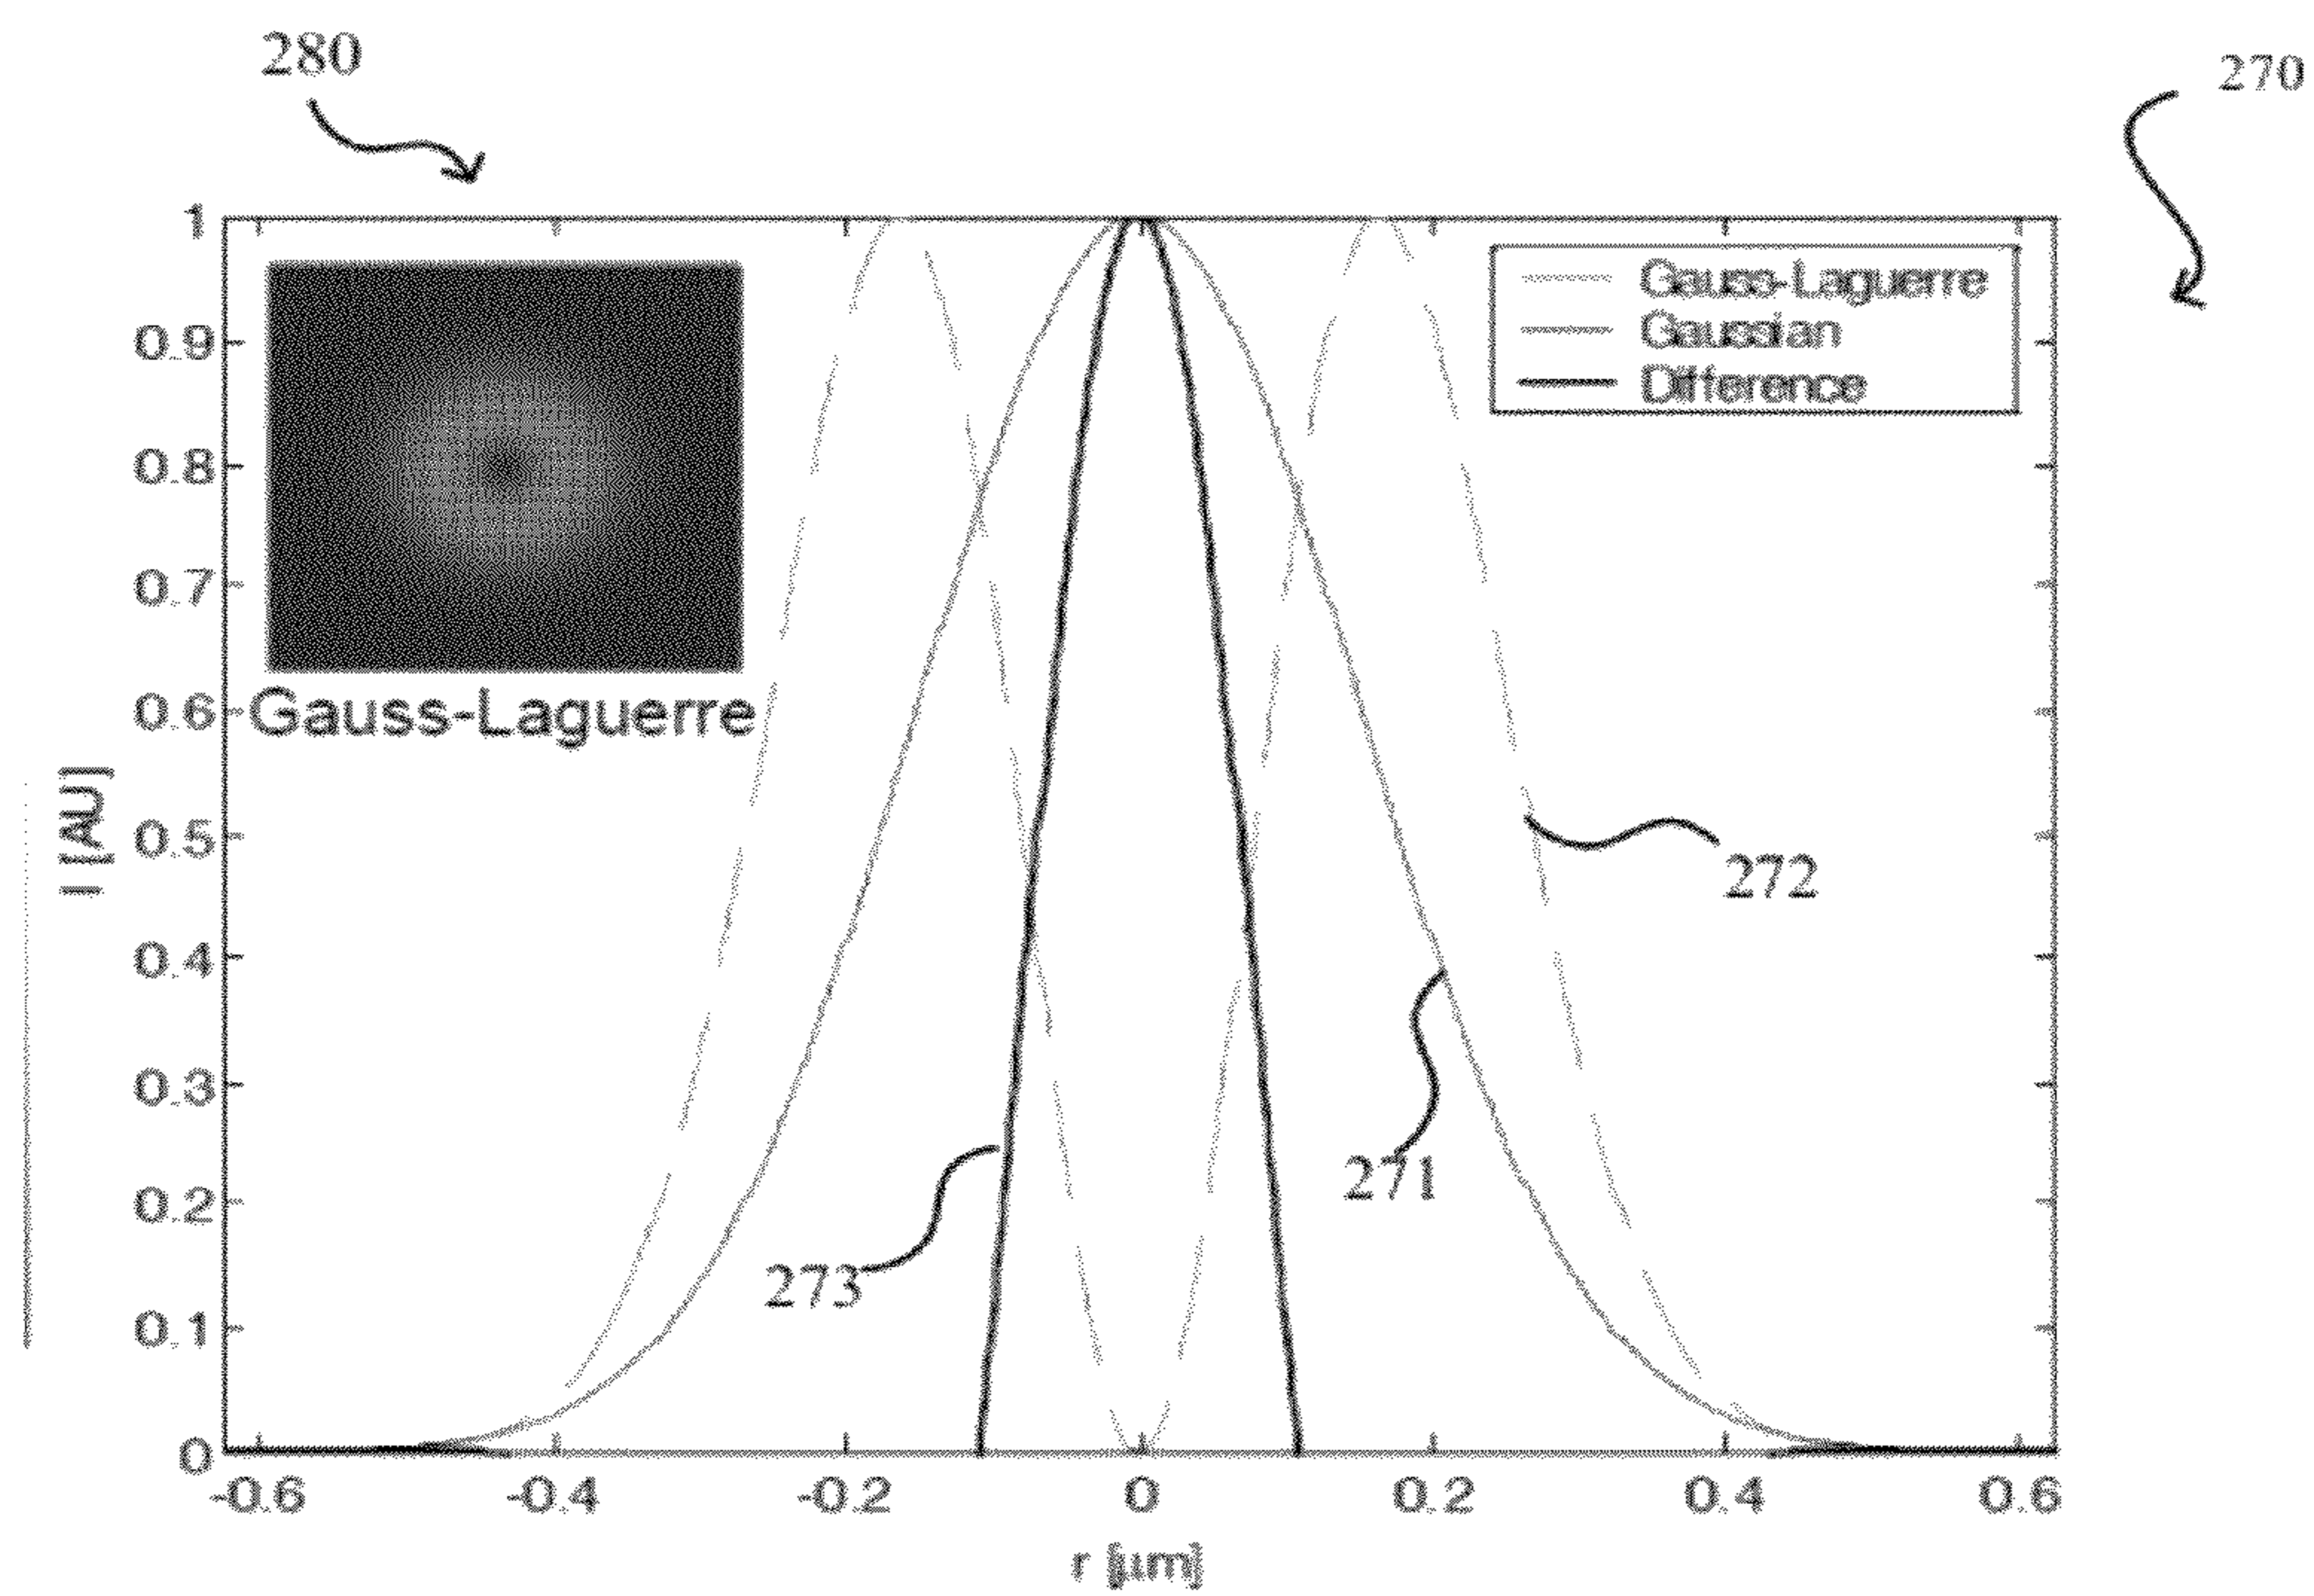 280
270
1
0.9
0.8
0.7
0.6
0.5
0.4
0.3
0.2
0.1
0
I [AU]
Gauss-Laguerre
Gauss-Laguerre
Gaussian
Difference
272
271
273
-0.6 -0.4 -0.2 0 0.2 0.4 0.6
r [μm]